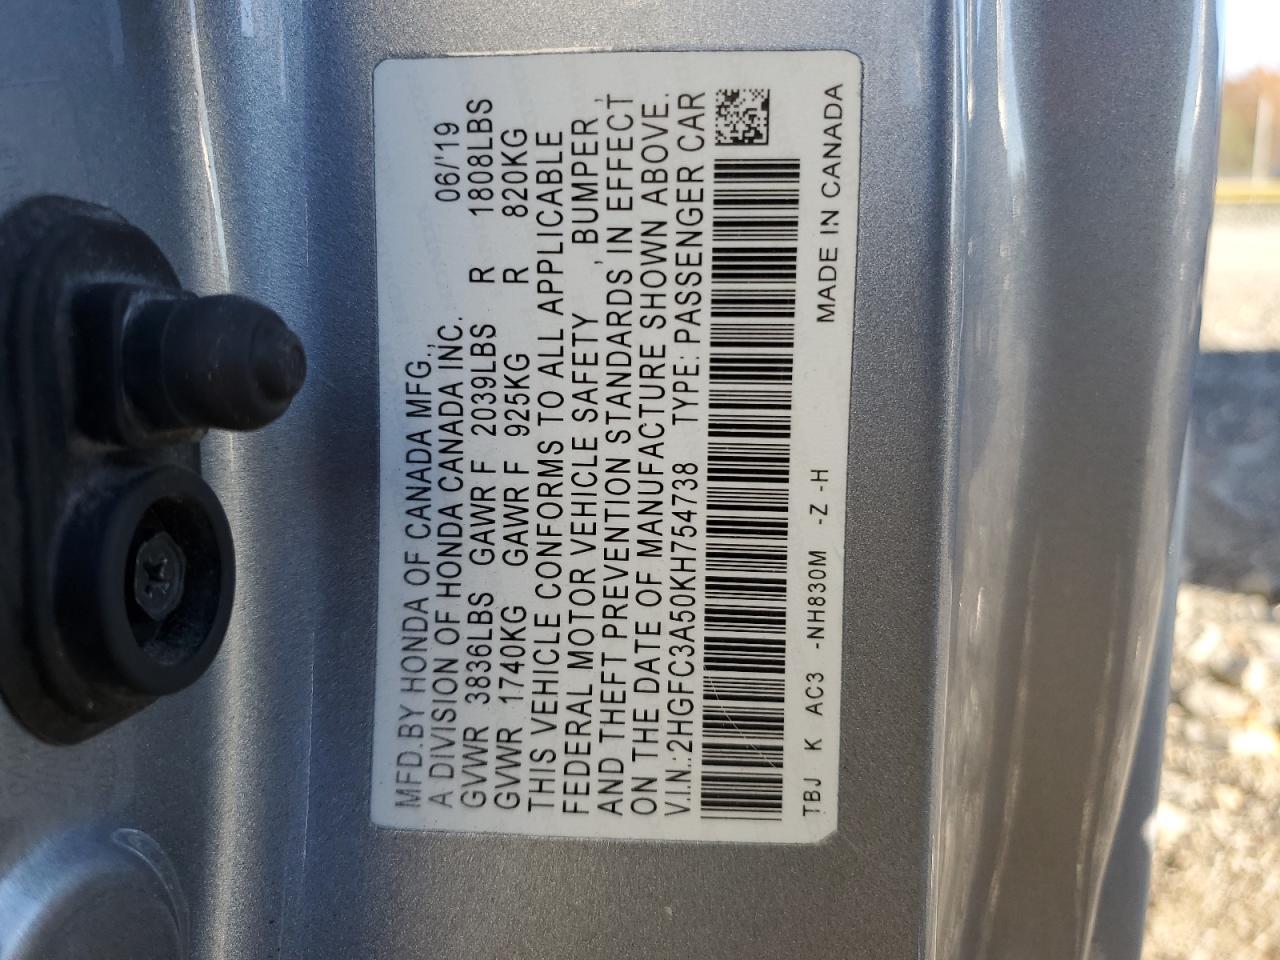 MFD.BY HONDA OF CANADA MFG.,
A DIVISION OF HONDA CANADA INC. 06/'19
GVWR 3836LBS GAWR F 2039LBS R 1808LBS
GVWR 1740KG GAWR F 925KG R 820KG
THIS VEHICLE CONFORMS TO ALL APPLICABLE
FEDERAL MOTOR VEHICLE SAFETY , BUMPER ,
AND THEFT PREVENTION STANDARDS IN EFFECT
ON THE DATE OF MANUFACTURE SHOWN ABOVE.
V.I.N.:2HGFC3A50KH754738 TYPE: PASSENGER CAR
TBJ K AC3 -NH830M -Z -H MADE IN CANADA